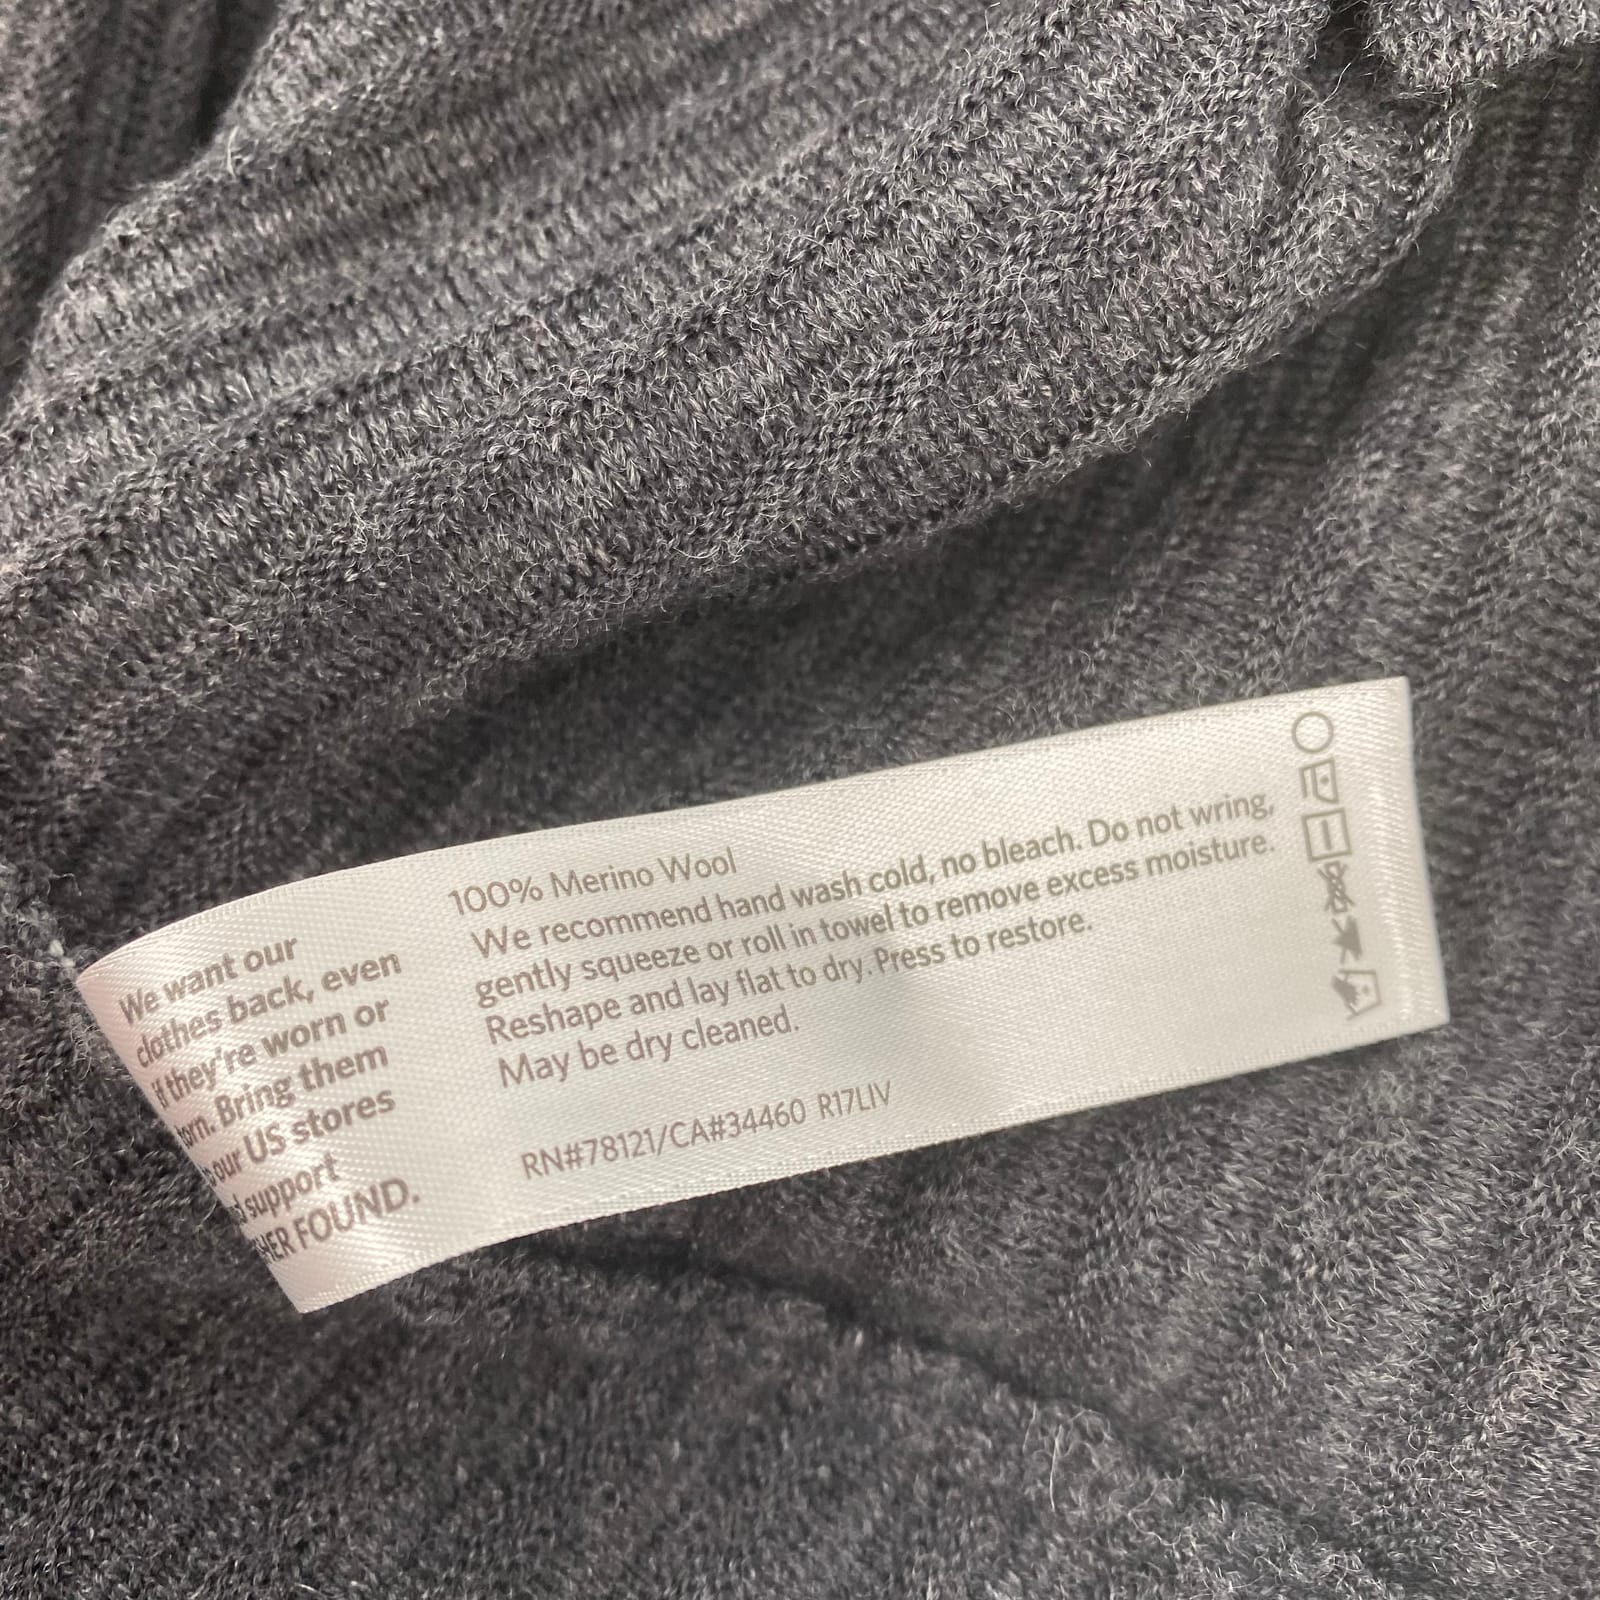 We want our
clothes back, even
if they're worn or
torn. Bring them
to our US stores
support
FOUND.
100% Merino Wool
We recommend hand wash cold, no bleach. Do not wring,
gently squeeze or roll in towel to remove excess moisture.
Reshape and lay flat to dry. Press to restore.
May be dry cleaned.
RN#78121/CA#34460 R17LIV